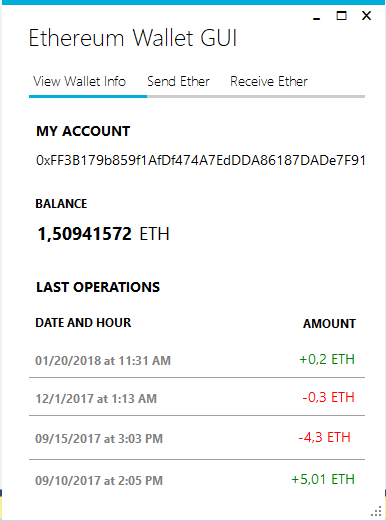 Ethereum Wallet GUI
View Wallet Info Send Ether Receive Ether
MY ACCOUNT
0xFF3B179b859f1AfDf474A7EdDDA86187DADe7F91
BALANCE
1,50941572 ETH
LAST OPERATIONS
DATE AND HOUR AMOUNT
01/20/2018 at 11:31 AM +0,2 ETH
12/1/2017 at 1:13 AM -0,3 ETH
09/15/2017 at 3:03 PM -4,3 ETH
09/10/2017 at 2:05 PM +5,01 ETH